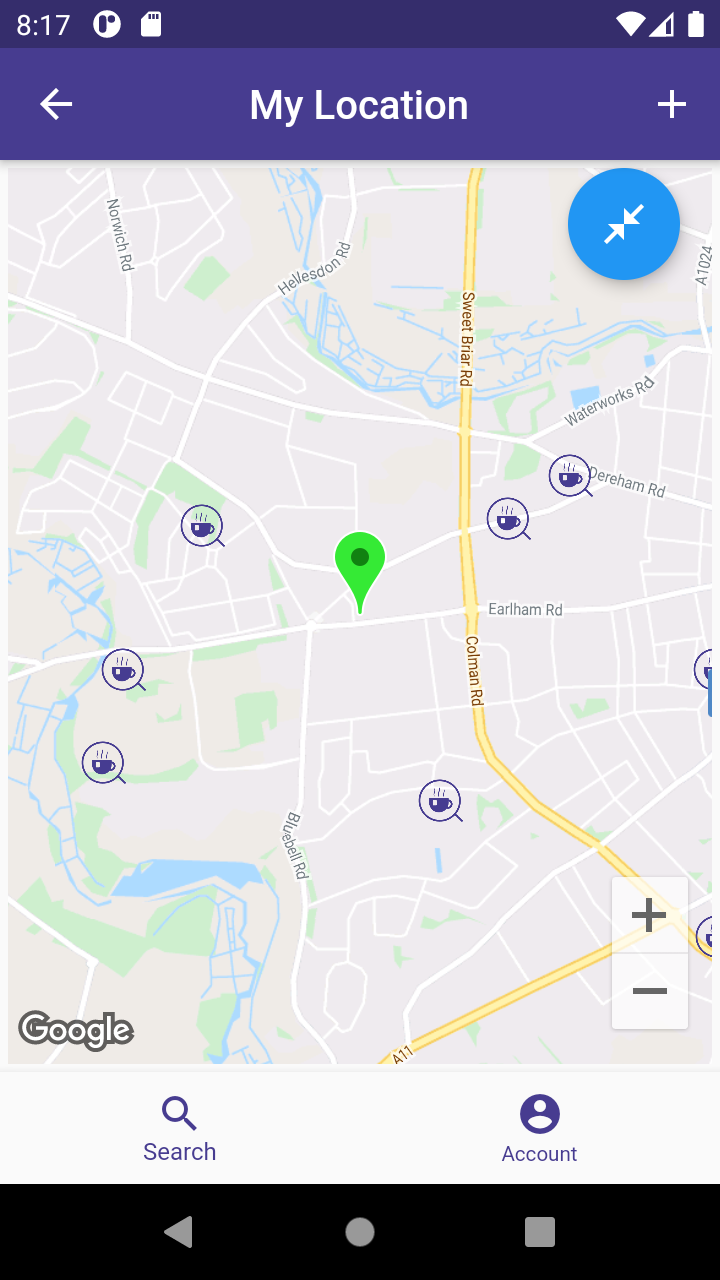 8:17
My Location
Norwich Rd
Hellesdon Rd
A1024
Sweet Briar Rd
Waterworks Rd
Dereham Rd
Earlham Rd
Colman Rd
Bluebell Rd
A11
Google
Search
Account